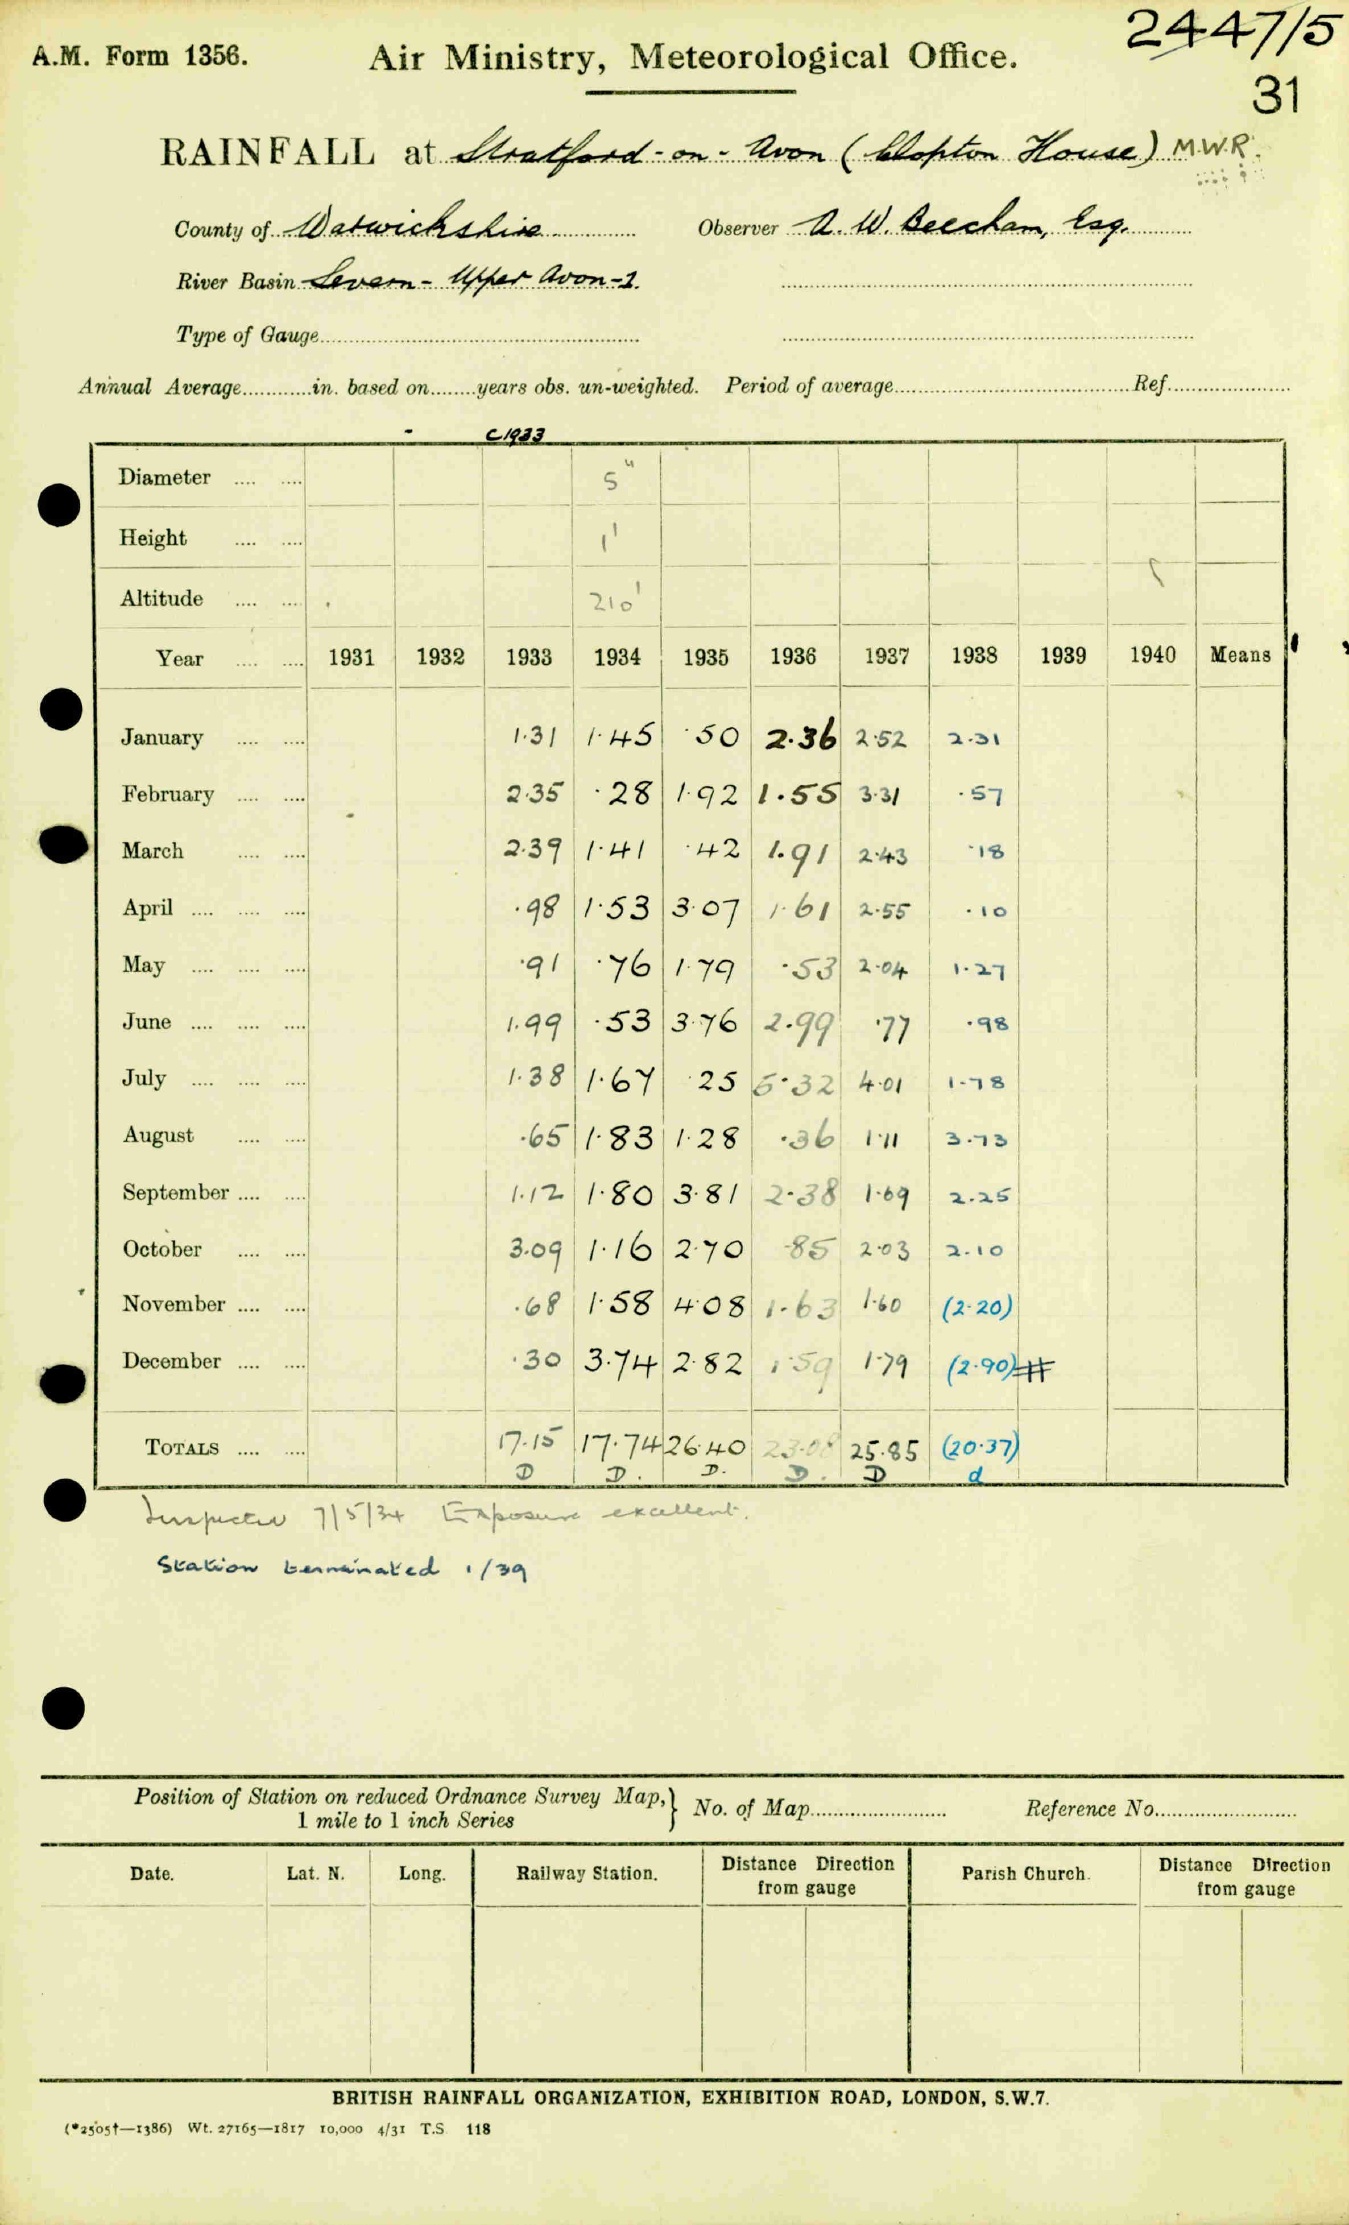 2447/5
A.M. Form 1356. Air Ministry, Meteorological Office.
31
RAINFALL at Stratford-on-Avon (Clopton House) M.W.R.
County of Warwickshire Observer A. W. Beecham, Esq.
River Basin Severn - Upper Avon-1.
Type of Gauge
Annual Average in. based on years obs. un-weighted. Period of average Ref
C1933
Diameter 5"
Height 1'
Altitude 210'
Year 1931 1932 1933 1934 1935 1936 1937 1938 1939 1940 Means
January 1.31 1.45 .50 2.36 2.52 2.31
February 2.35 .28 1.92 1.55 3.31 .57
March 2.39 1.41 .42 1.91 2.43 .18
April .98 1.53 3.07 1.61 2.55 .10
May .91 .76 1.79 .53 2.04 1.27
June 1.99 .53 3.76 2.99 .77 .98
July 1.38 1.67 .25 5.32 4.01 1.78
August .65 1.83 1.28 .36 1.11 3.73
September 1.12 1.80 3.81 2.38 1.69 2.25
October 3.09 1.16 2.70 .85 2.03 2.10
November .68 1.58 4.08 1.63 1.60 (2.20)
December .30 3.74 2.82 1.59 1.79 (2.90)#
TOTALS 17.15 17.74 26.40 23.08 25.85 (20.37)
D D. D. D. D d
Inspected 7/5/34 Exposure excellent.
Station terminated 1/39
Position of Station on reduced Ordnance Survey Map, 1 mile to 1 inch Series } No. of Map Reference No.
Date. Lat. N. Long. Railway Station. Distance Direction from gauge Parish Church. Distance Direction from gauge
BRITISH RAINFALL ORGANIZATION, EXHIBITION ROAD, LONDON, S.W.7.
(*2505†—1386) Wt. 27165—1817 10,000 4/31 T.S. 118